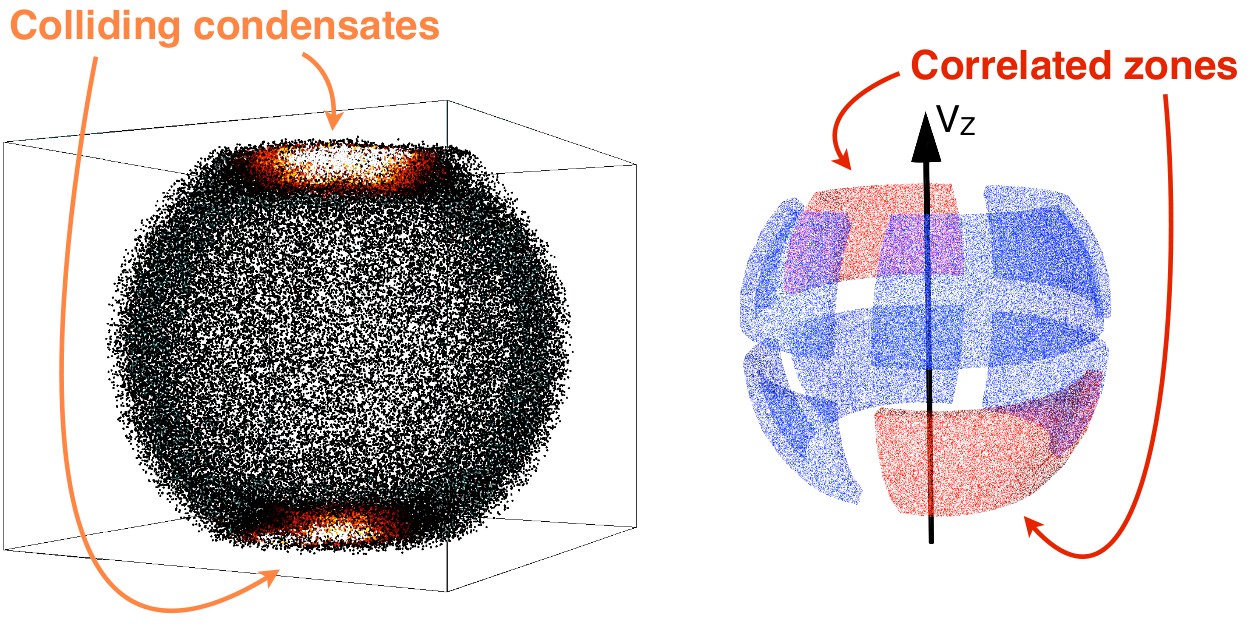 Colliding condensates
Correlated zones
Vz